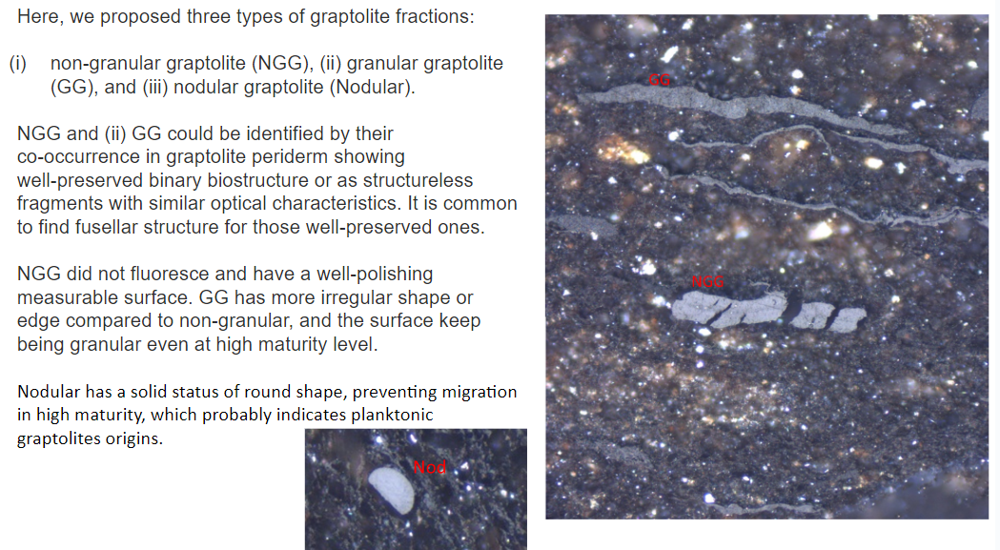 Here, we proposed three types of graptolite fractions:
(i) non-granular graptolite (NGG), (ii) granular graptolite
(GG), and (iii) nodular graptolite (Nodular).
NGG and (ii) GG could be identified by their
co-occurrence in graptolite periderm showing
well-preserved binary biostructure or as structureless
fragments with similar optical characteristics. It is common
to find fusellar structure for those well-preserved ones.
NGG did not fluoresce and have a well-polishing
measurable surface. GG has more irregular shape or
edge compared to non-granular, and the surface keep
being granular even at high maturity level.
Nodular has a solid status of round shape, preventing migration
in high maturity, which probably indicates planktonic
graptolites origins.
Nod
GG
NGG